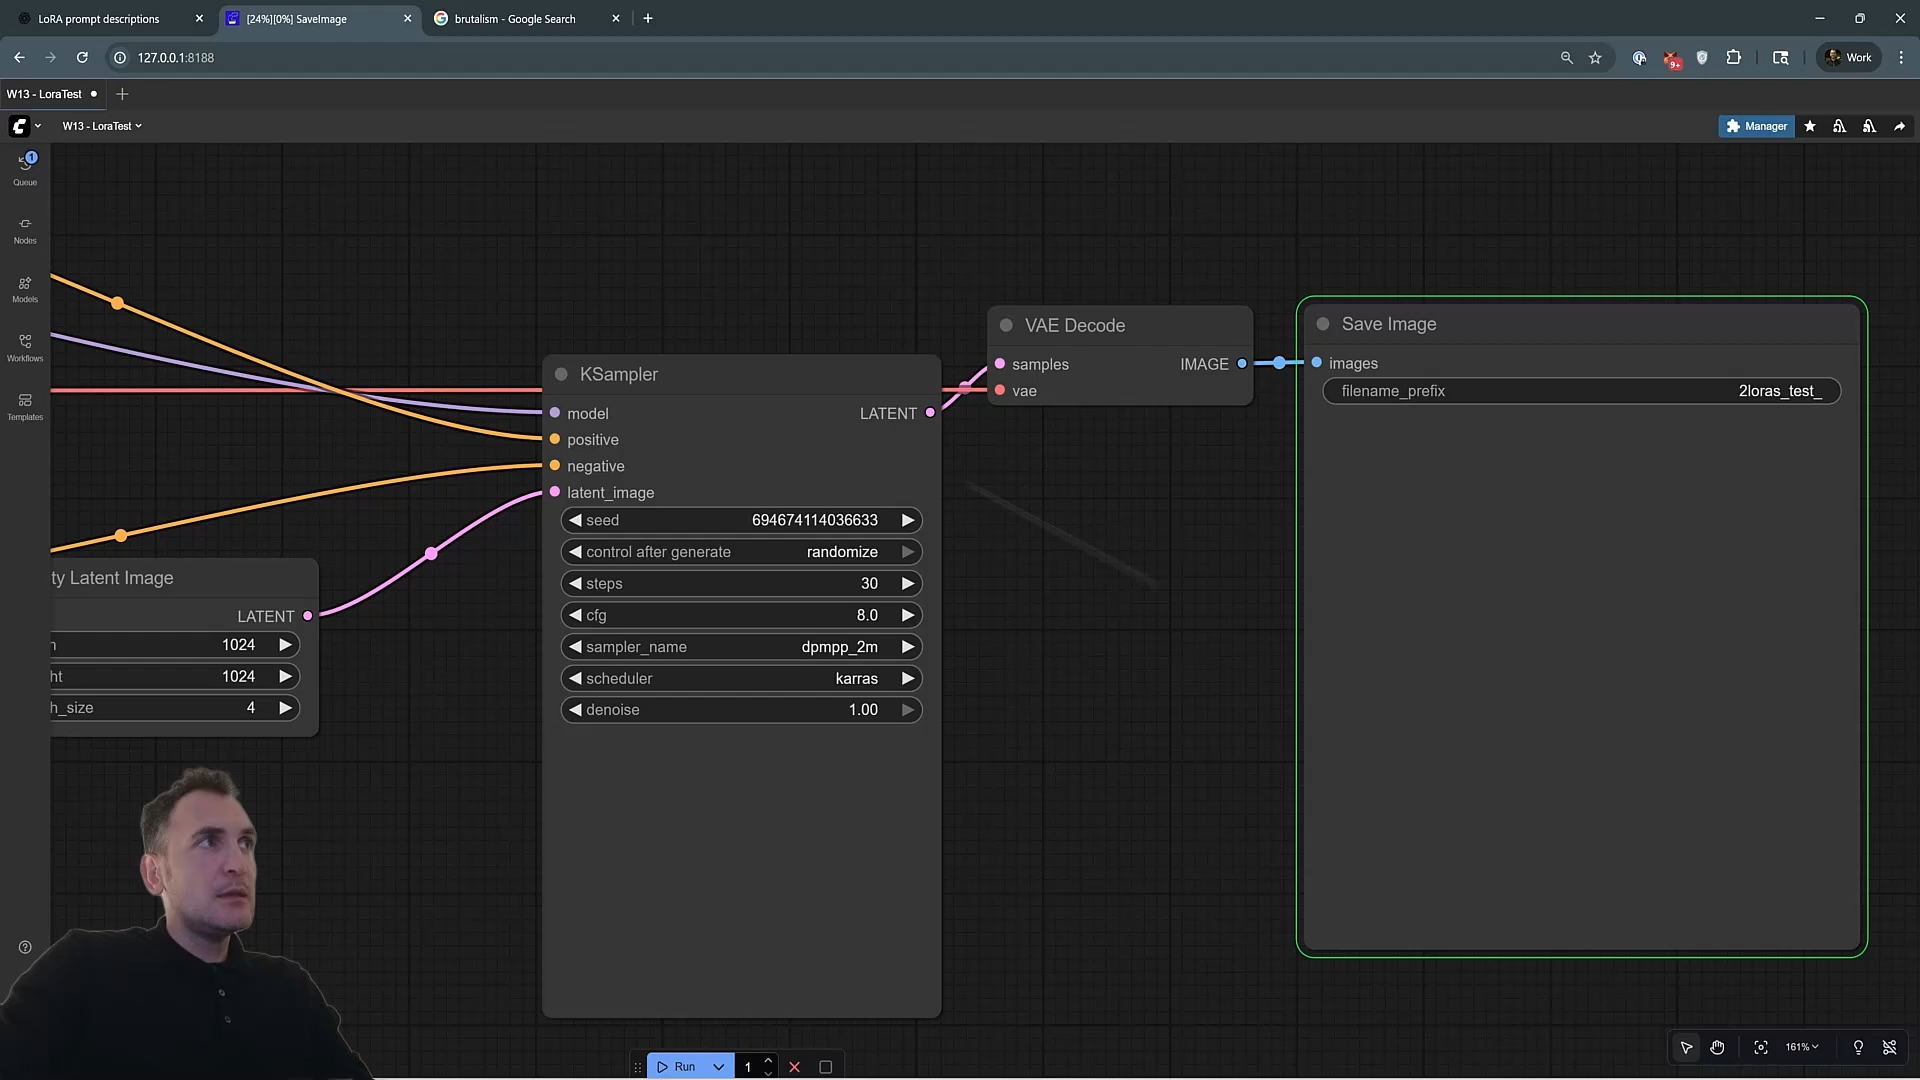 LoRA prompt descriptions
[24%][0%] SaveImage
brutalism - Google Search
127.0.0.1:8188
9+
Work
W13 - LoraTest
W13 - LoraTest
Manager
1
Queue
Nodes
Models
Workflows
Templates
KSampler
model
LATENT
positive
negative
latent_image
seed 694674114036633
control after generate randomize
steps 30
cfg 8.0
sampler_name dpmpp_2m
scheduler karras
denoise 1.00
VAE Decode
samples
IMAGE
vae
Save Image
images
filename_prefix 2loras_test_
ty Latent Image
LATENT
1024
ht 1024
h_size 4
Run
1
161%